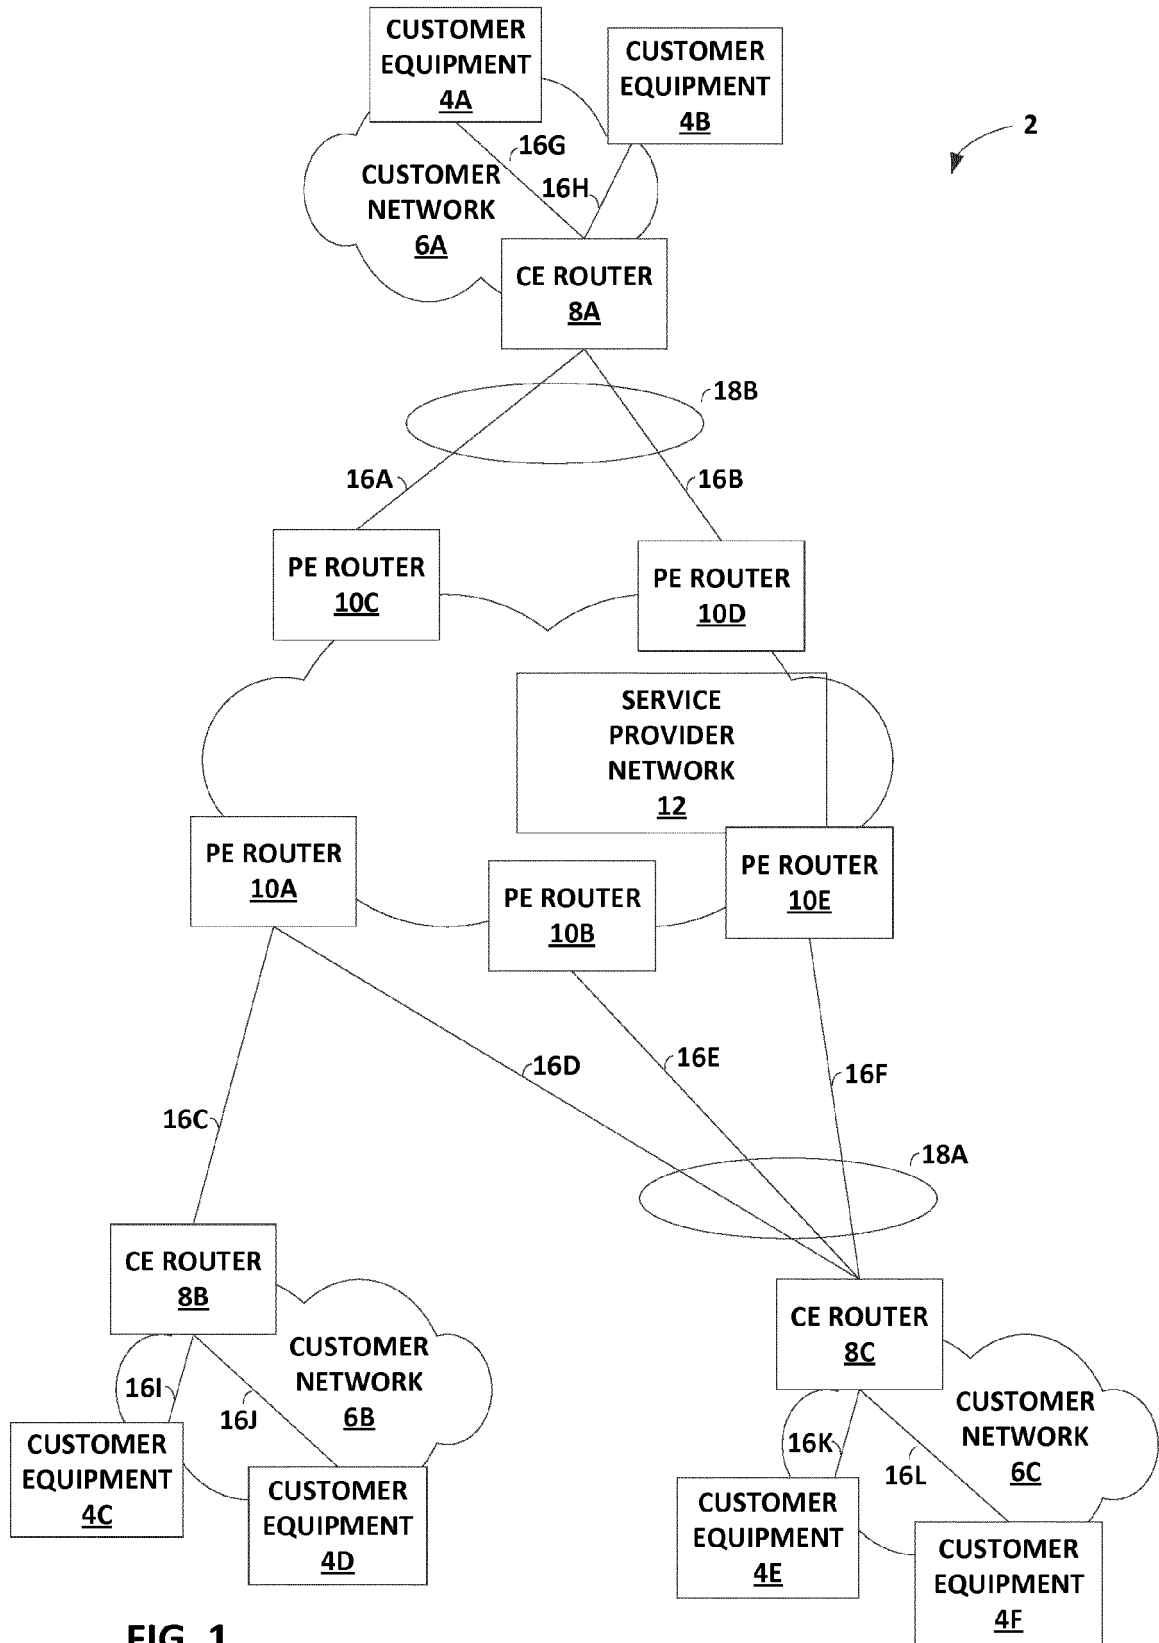 CUSTOMER
EQUIPMENT
4A
CUSTOMER
EQUIPMENT
4B
2
16G
16H
CUSTOMER
NETWORK
6A
CE ROUTER
8A
18B
16A
16B
PE ROUTER
10C
PE ROUTER
10D
SERVICE
PROVIDER
NETWORK
12
PE ROUTER
10A
PE ROUTER
10B
PE ROUTER
10E
16D
16E
16F
16C
18A
CE ROUTER
8B
CUSTOMER
NETWORK
6B
16I
16J
CUSTOMER
EQUIPMENT
4C
CUSTOMER
EQUIPMENT
4D
CE ROUTER
8C
CUSTOMER
NETWORK
6C
16K
16L
CUSTOMER
EQUIPMENT
4E
CUSTOMER
EQUIPMENT
4F
FIG. 1